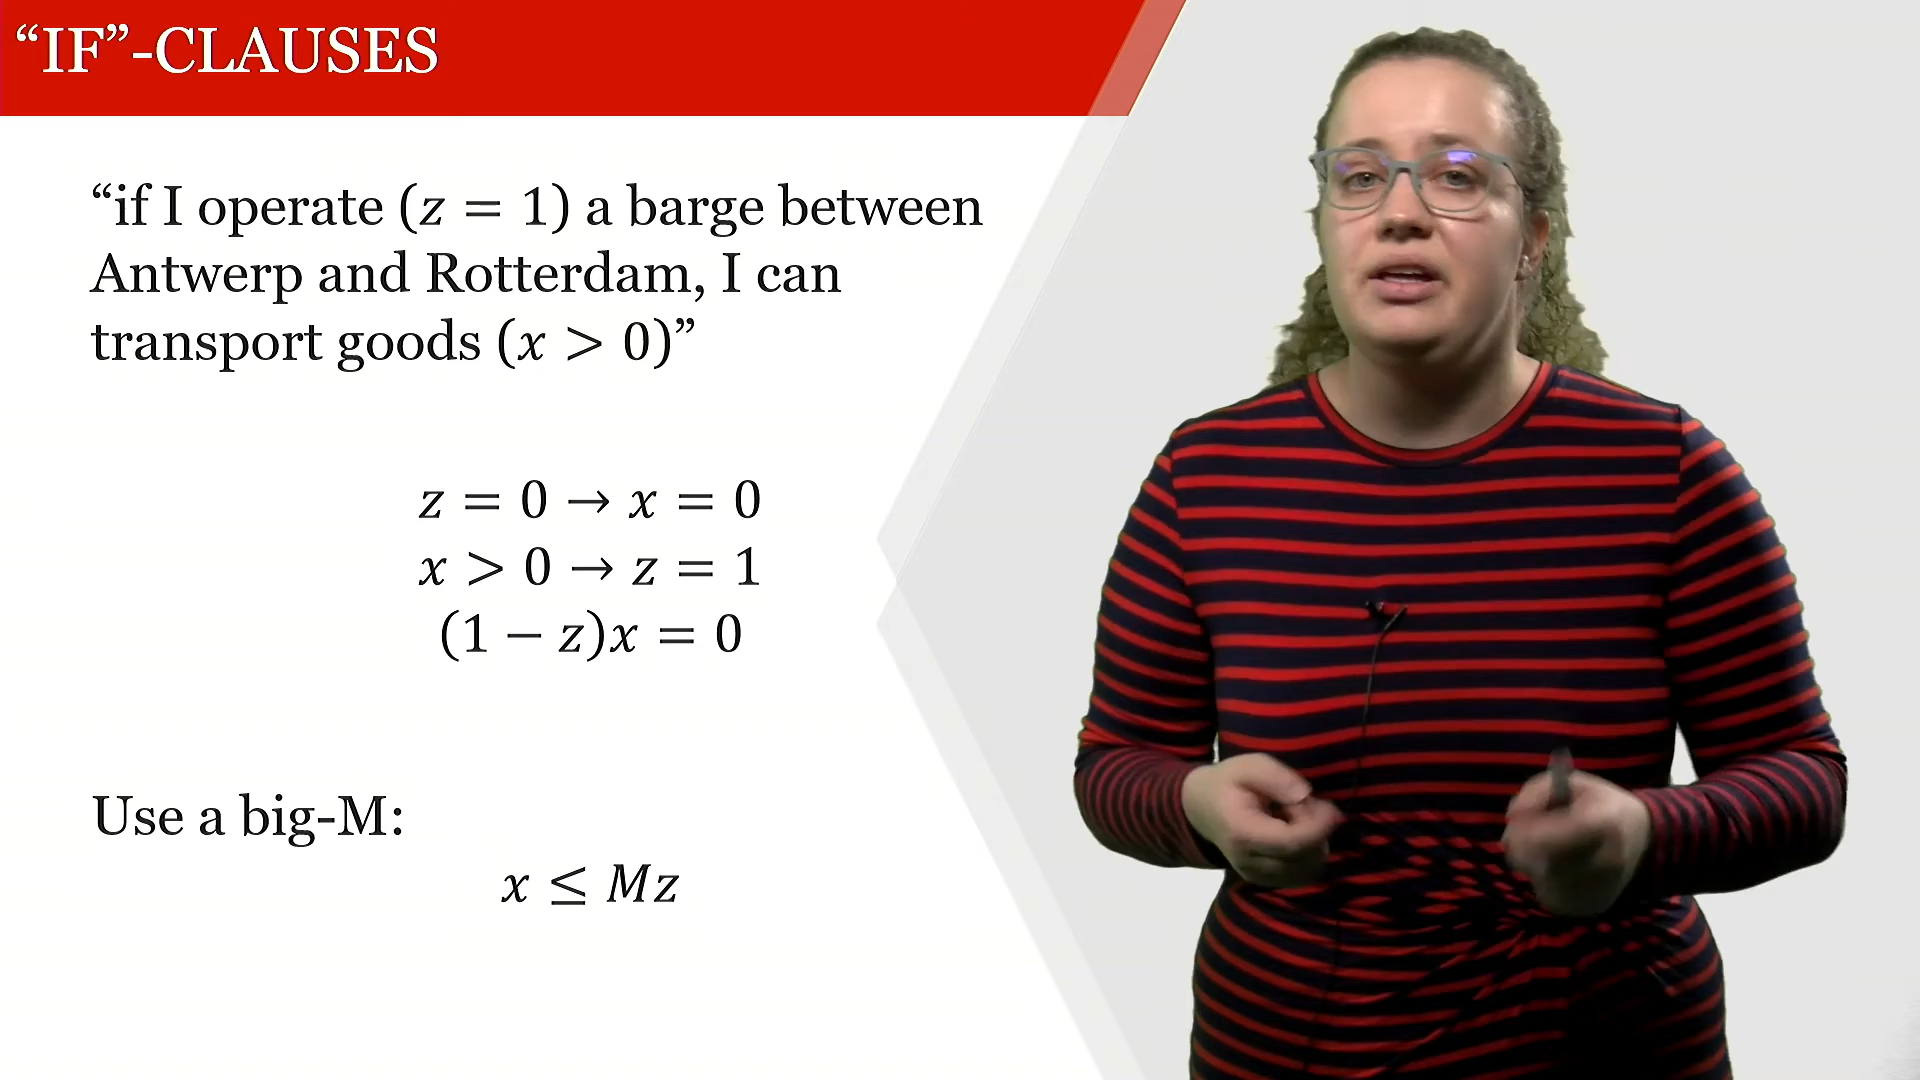 “IF”-CLAUSES
“if I operate (z = 1) a barge between
Antwerp and Rotterdam, I can
transport goods (x > 0)”
z = 0 → x = 0
x > 0 → z = 1
(1 − z)x = 0
Use a big-M:
x ≤ Mz